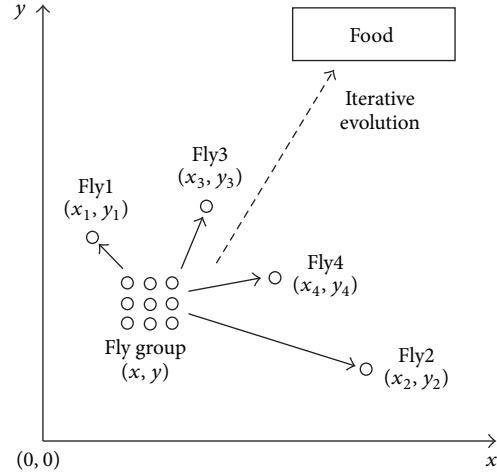 y
Food
Iterative
evolution
Fly3
(x₃, y₃)
Fly1
(x₁, y₁)
Fly4
(x₄, y₄)
Fly group
(x, y)
Fly2
(x₂, y₂)
(0, 0)
x